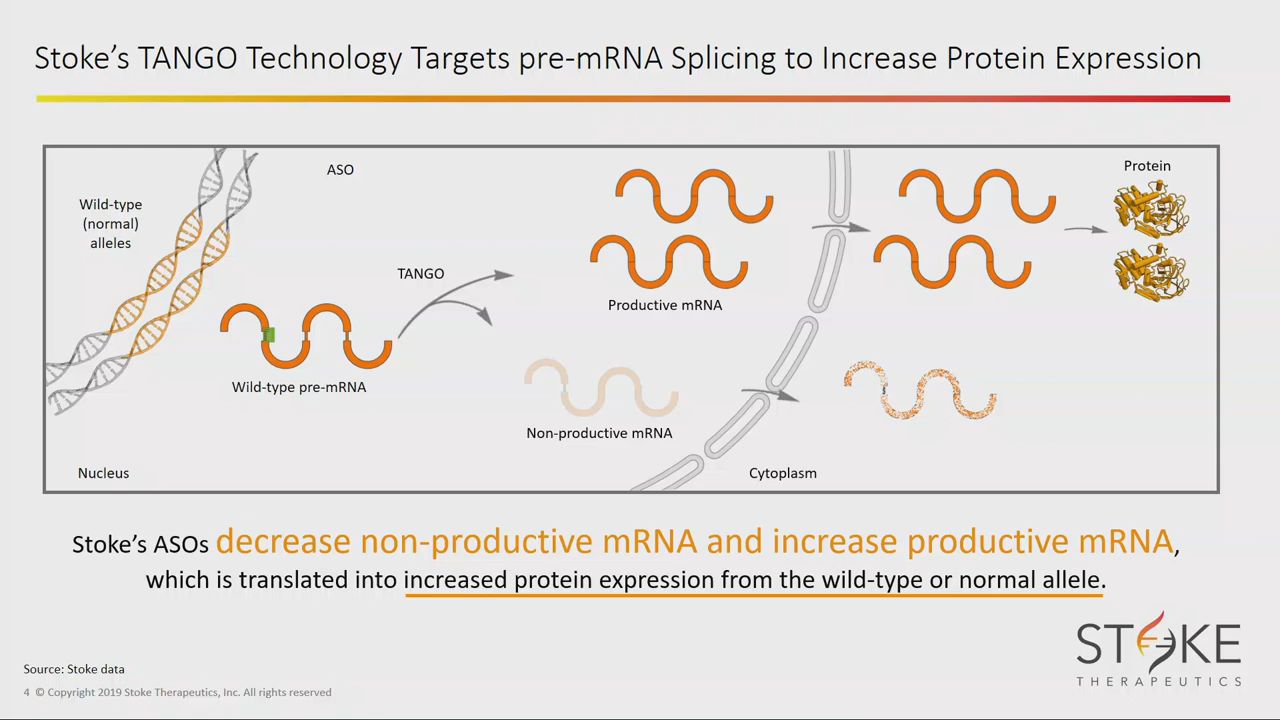 Stoke’s TANGO Technology Targets pre-mRNA Splicing to Increase Protein Expression
ASO
Protein
Wild-type
(normal)
alleles
TANGO
Productive mRNA
Wild-type pre-mRNA
Non-productive mRNA
Nucleus
Cytoplasm
Stoke’s ASOs decrease non-productive mRNA and increase productive mRNA,
which is translated into increased protein expression from the wild-type or normal allele.
STOKE
THERAPEUTICS
Source: Stoke data
4 © Copyright 2019 Stoke Therapeutics, Inc. All rights reserved